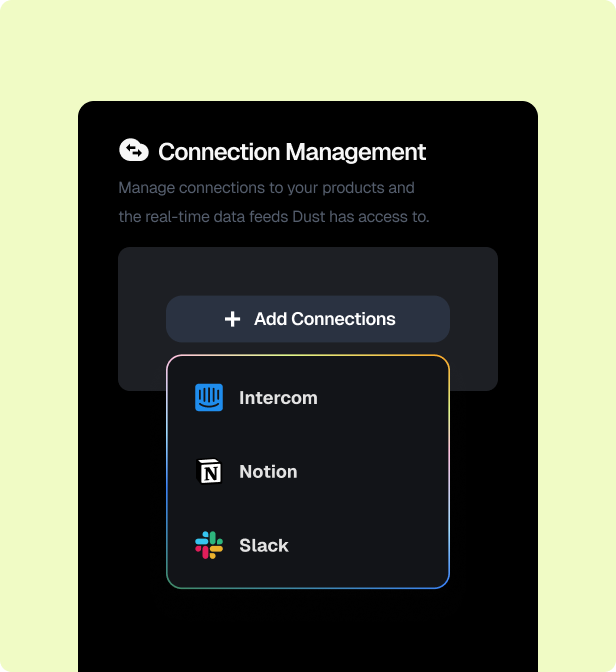 Connection Management
Manage connections to your products and
the real-time data feeds Dust has access to.
+ Add Connections
Intercom
Notion
Slack